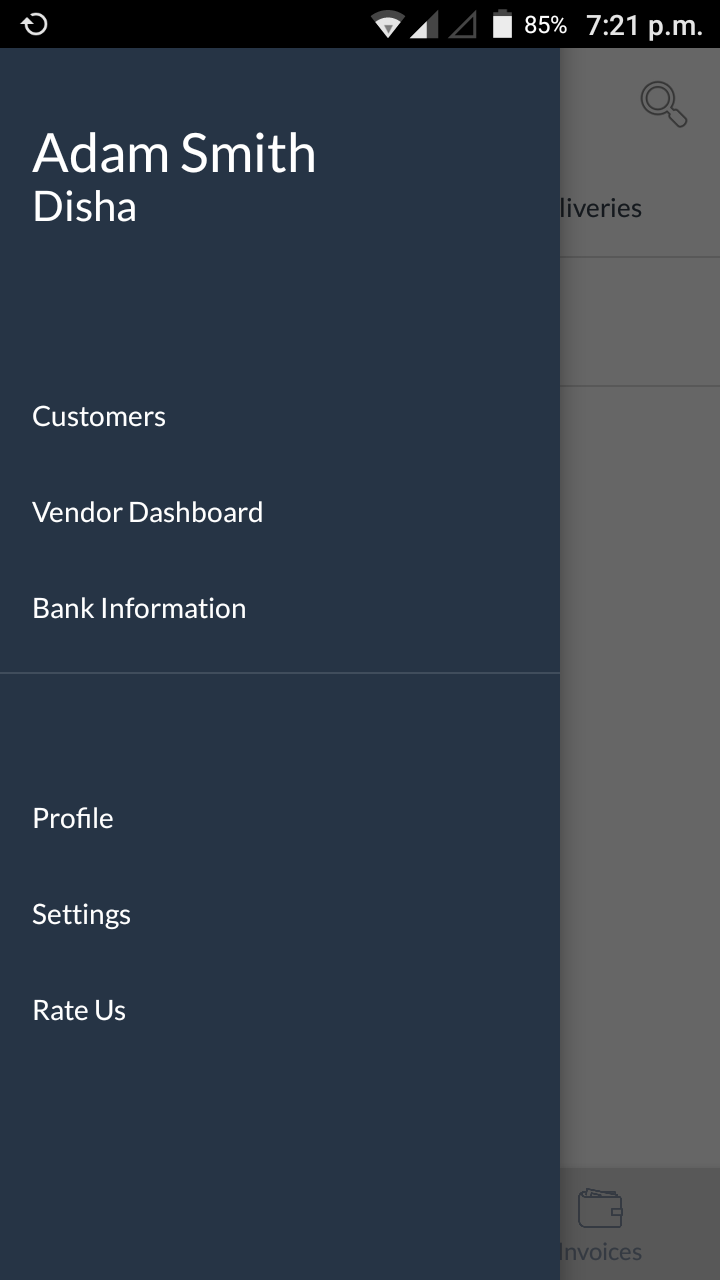 85% 7:21 p.m.
Adam Smith
Disha
liveries
Customers
Vendor Dashboard
Bank Information
Profile
Settings
Rate Us
Invoices